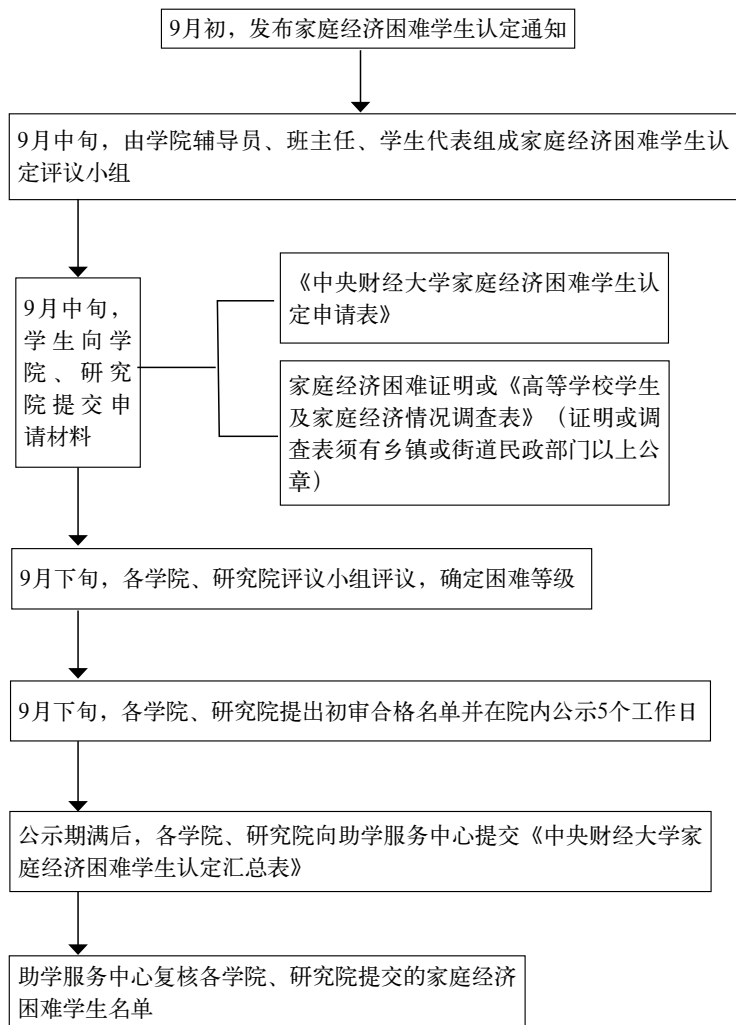 9月初，发布家庭经济困难学生认定通知
9月中旬，由学院辅导员、班主任、学生代表组成家庭经济困难学生认
定评议小组
9月中旬，
学生向学
院、研究
院提交申
请材料
《中央财经大学家庭经济困难学生认
定申请表》
家庭经济困难证明或《高等学校学生
及家庭经济情况调查表》（证明或调
查表须有乡镇或街道民政部门以上公
章）
9月下旬，各学院、研究院评议小组评议，确定困难等级
9月下旬，各学院、研究院提出初审合格名单并在院内公示5个工作日
公示期满后，各学院、研究院向助学服务中心提交《中央财经大学家
庭经济困难学生认定汇总表》
助学服务中心复核各学院、研究院提交的家庭经济
困难学生名单